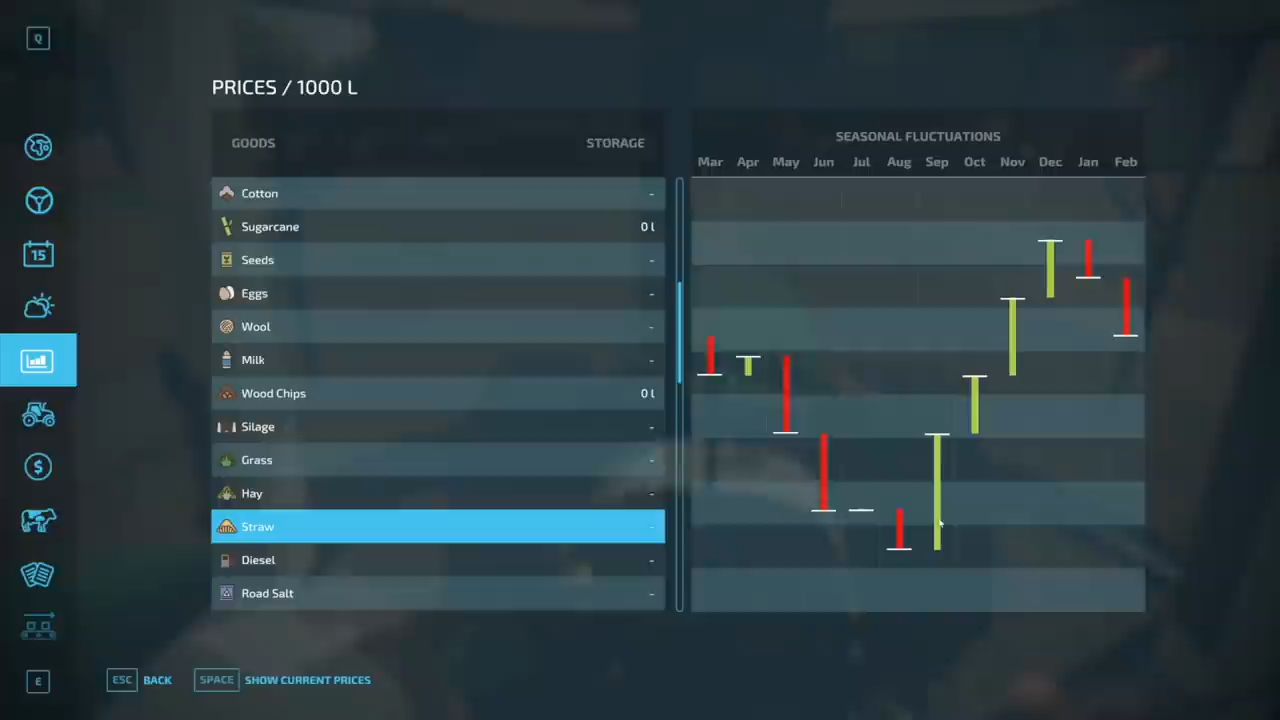 Q
PRICES / 1000 L
GOODS STORAGE
SEASONAL FLUCTUATIONS
Mar Apr May Jun Jul Aug Sep Oct Nov Dec Jan Feb
Cotton -
Sugarcane 0 l
15
Seeds -
Eggs -
Wool -
Milk -
Wood Chips 0 l
Silage -
Grass -
$
Hay -
Straw -
Diesel -
Road Salt -
E
ESC BACK SPACE SHOW CURRENT PRICES